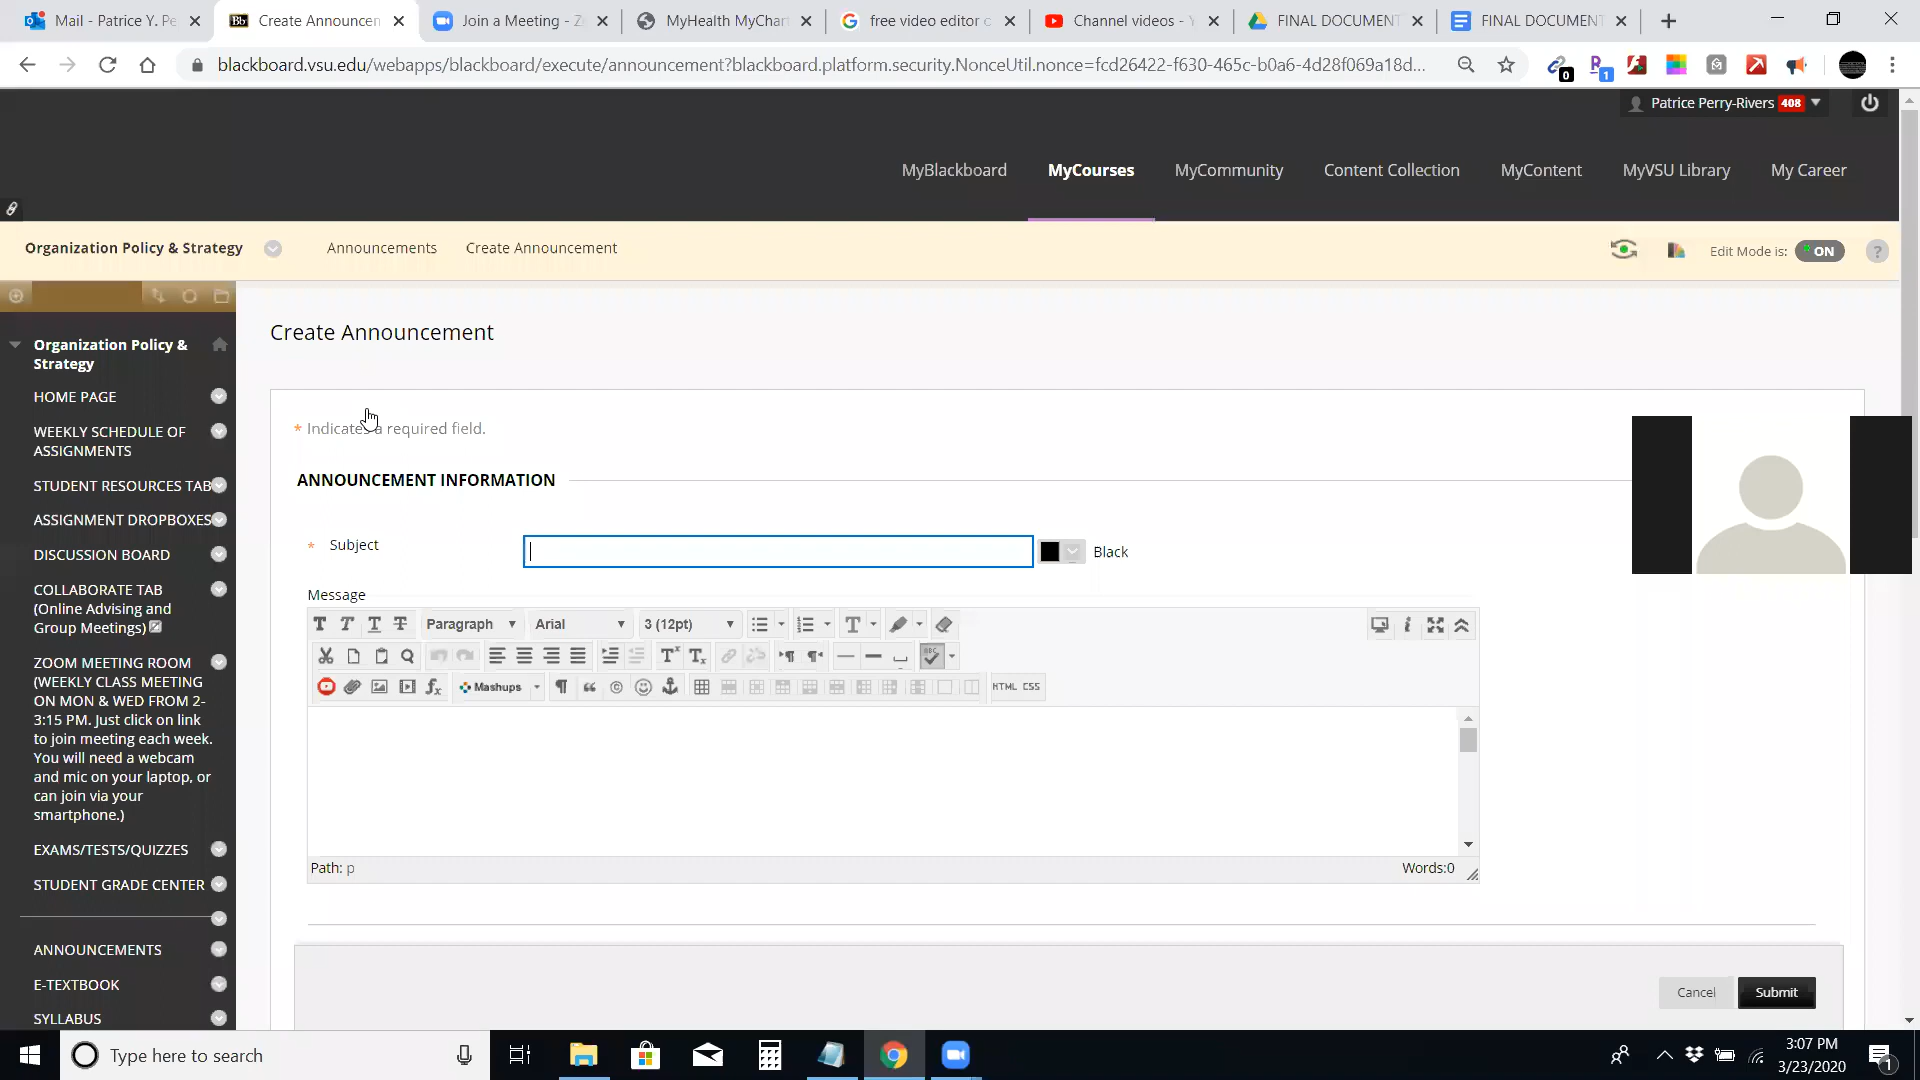 Mail - Patrice Y. Pe
Bb Create Announcen
Join a Meeting - Z
MyHealth MyChar
free video editor
Channel videos - Y
FINAL DOCUMENT
FINAL DOCUMENT
blackboard.vsu.edu/webapps/blackboard/execute/announcement?blackboard.platform.security.NonceUtil.nonce=fcd26422-f630-465c-b0a6-4d28f069a18d...
0
1
Patrice Perry-Rivers 408
MyBlackboard
MyCourses
MyCommunity
Content Collection
MyContent
MyVSU Library
My Career
Organization Policy & Strategy
Announcements
Create Announcement
Edit Mode is: ON
?
Organization Policy &
Strategy
HOME PAGE
WEEKLY SCHEDULE OF
ASSIGNMENTS
STUDENT RESOURCES TAB
ASSIGNMENT DROPBOXES
DISCUSSION BOARD
COLLABORATE TAB
(Online Advising and
Group Meetings)
ZOOM MEETING ROOM
(WEEKLY CLASS MEETING
ON MON & WED FROM 2-
3:15 PM. Just click on link
to join meeting each week.
You will need a webcam
and mic on your laptop, or
can join via your
smartphone.)
EXAMS/TESTS/QUIZZES
STUDENT GRADE CENTER
ANNOUNCEMENTS
E-TEXTBOOK
SYLLABUS
Create Announcement
* Indicates a required field.
ANNOUNCEMENT INFORMATION
* Subject
Black
Message
T T T T Paragraph Arial 3 (12pt)
Mashups
HTML CSS
Path: p
Words:0
Cancel
Submit
Type here to search
3:07 PM
3/23/2020
1